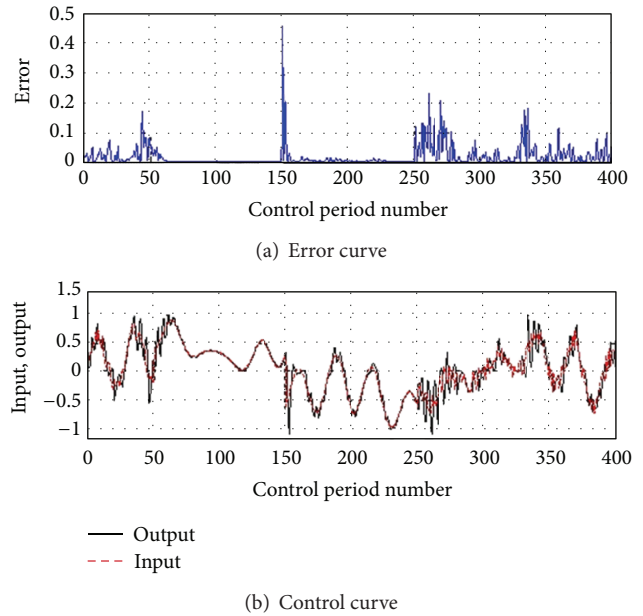 0.5
0.4
0.3
0.2
0.1
0
Error
0 50 100 150 200 250 300 350 400
Control period number
(a) Error curve
1.5
1
0.5
0
−0.5
−1
Input, output
0 50 100 150 200 250 300 350 400
Control period number
Output
Input
(b) Control curve